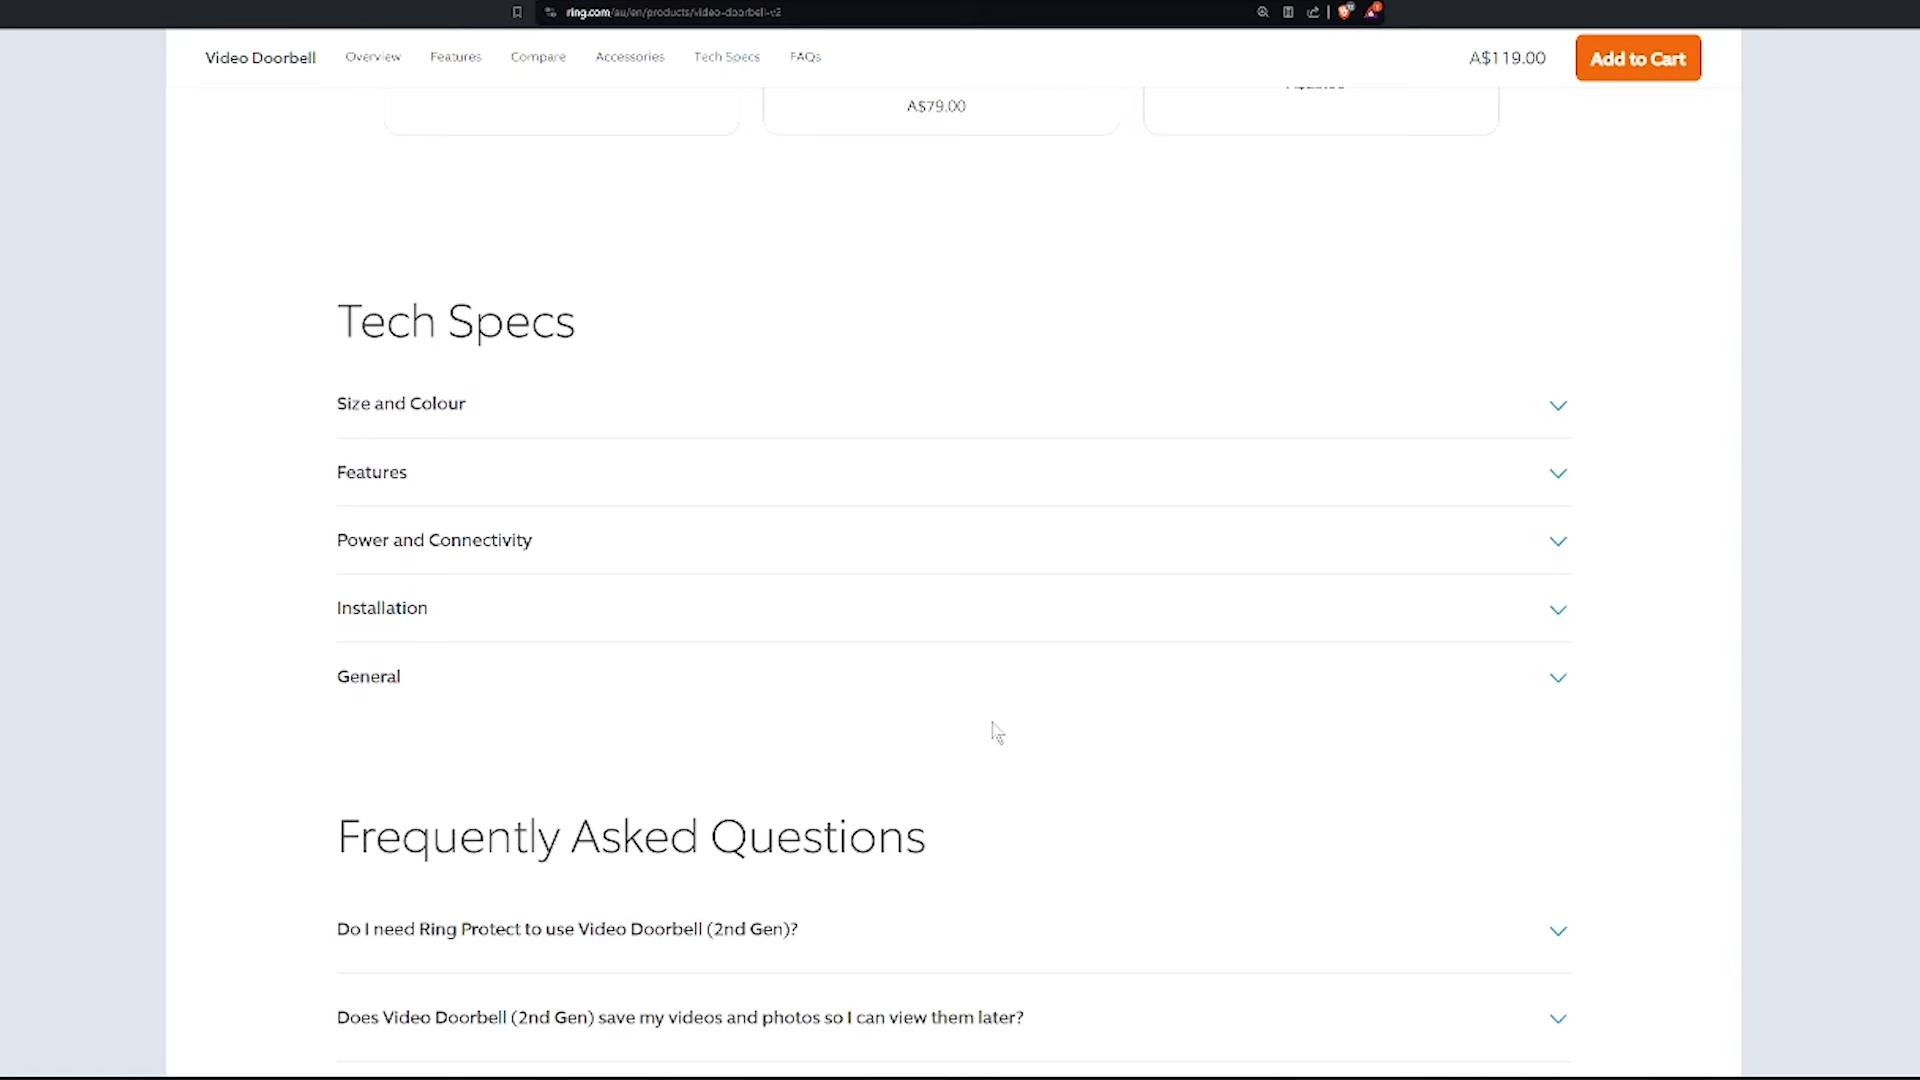 ring.com/au/en/products/video-doorbell-v2
Video Doorbell Overview Features Compare Accessories Tech Specs FAQs A$119.00 Add to Cart
A$79.00
Tech Specs
Size and Colour
Features
Power and Connectivity
Installation
General
Frequently Asked Questions
Do I need Ring Protect to use Video Doorbell (2nd Gen)?
Does Video Doorbell (2nd Gen) save my videos and photos so I can view them later?